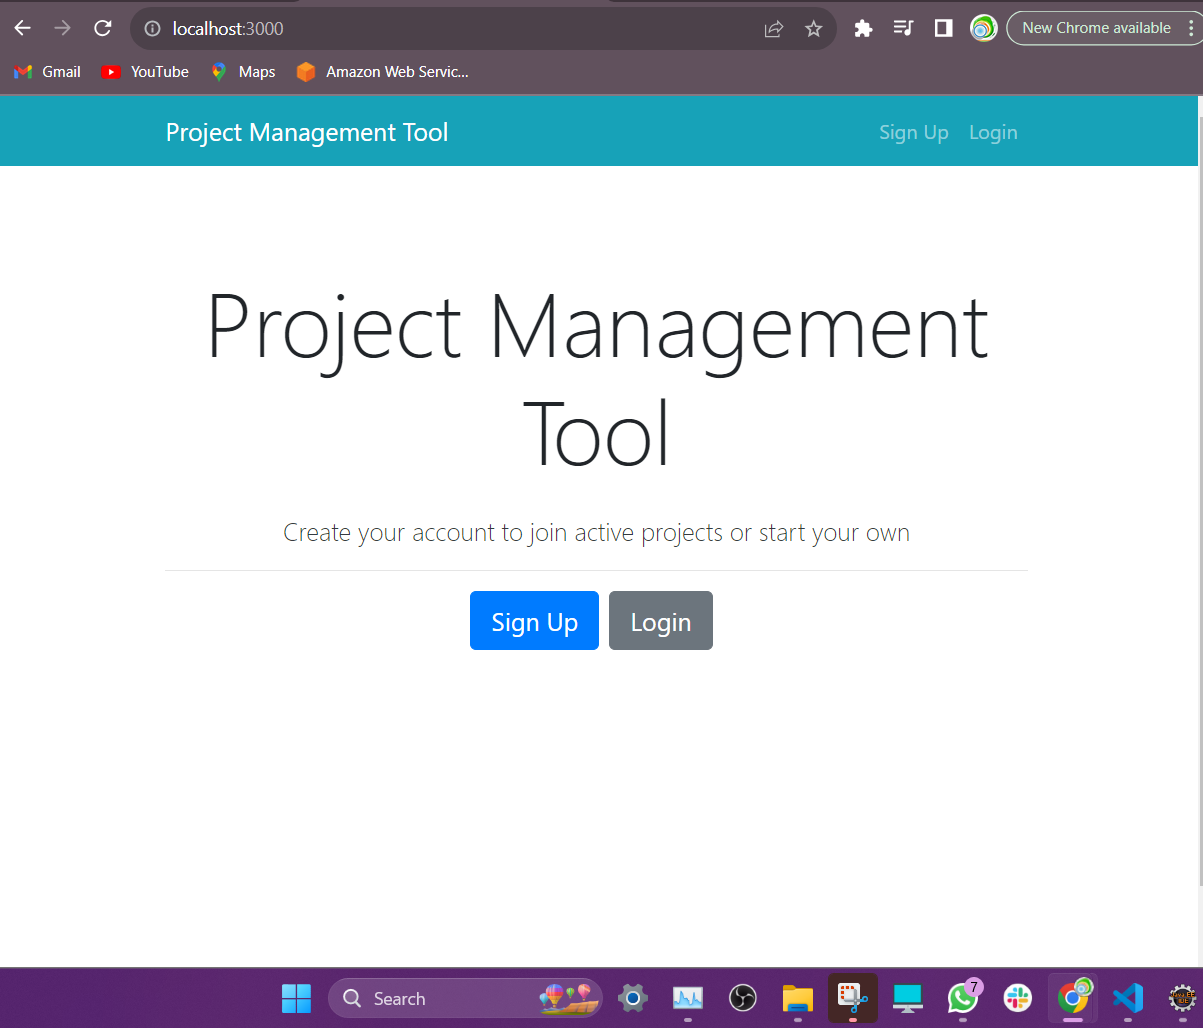 localhost:3000
New Chrome available
Gmail
YouTube
Maps
Amazon Web Servic...
Project Management Tool
Sign Up
Login
Project Management
Tool
Create your account to join active projects or start your own
Sign Up
Login
Search
7